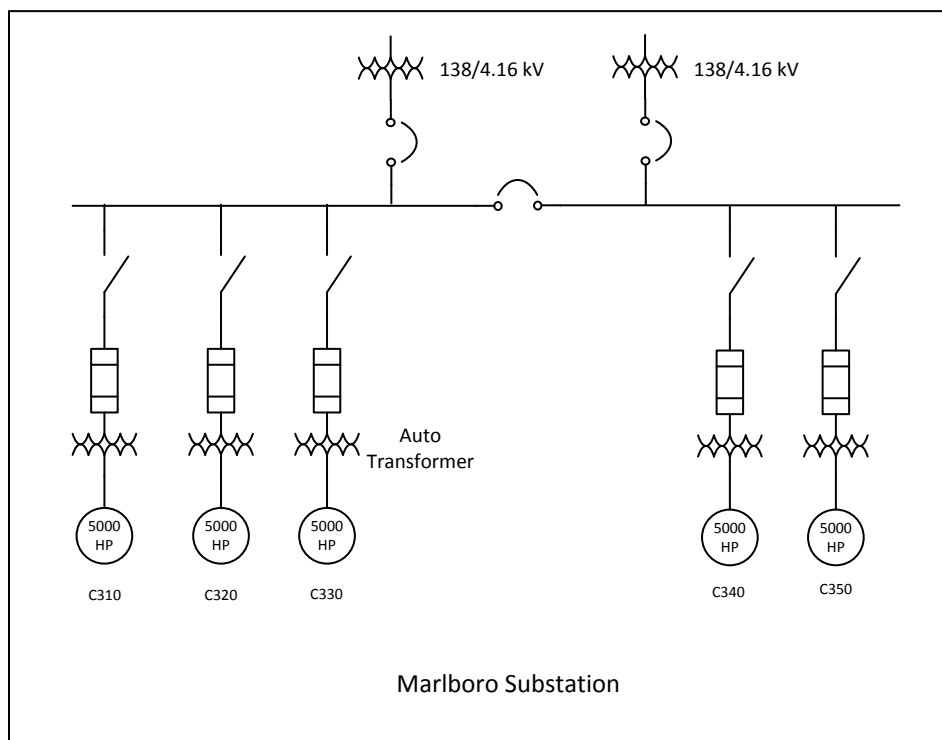 138/4.16 kV
138/4.16 kV
Auto
Transformer
5000
HP
5000
HP
5000
HP
5000
HP
5000
HP
C310
C320
C330
C340
C350
Marlboro Substation